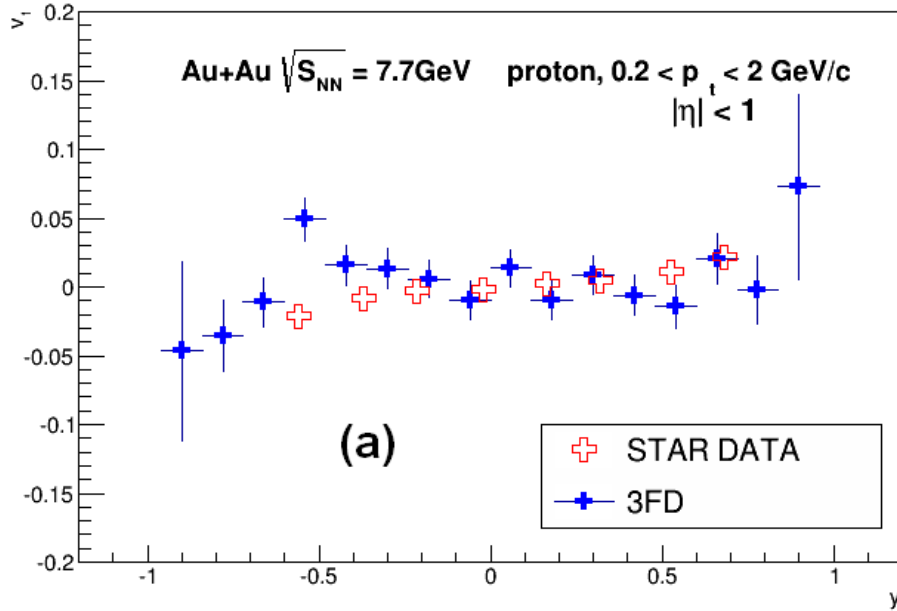 v₁
0.2
0.15
0.1
0.05
0
-0.05
-0.1
-0.15
-0.2
Au+Au √S_NN = 7.7GeV
proton, 0.2 < p_t < 2 GeV/c
|η| < 1
(a)
STAR DATA
3FD
-1
-0.5
0
0.5
1
y